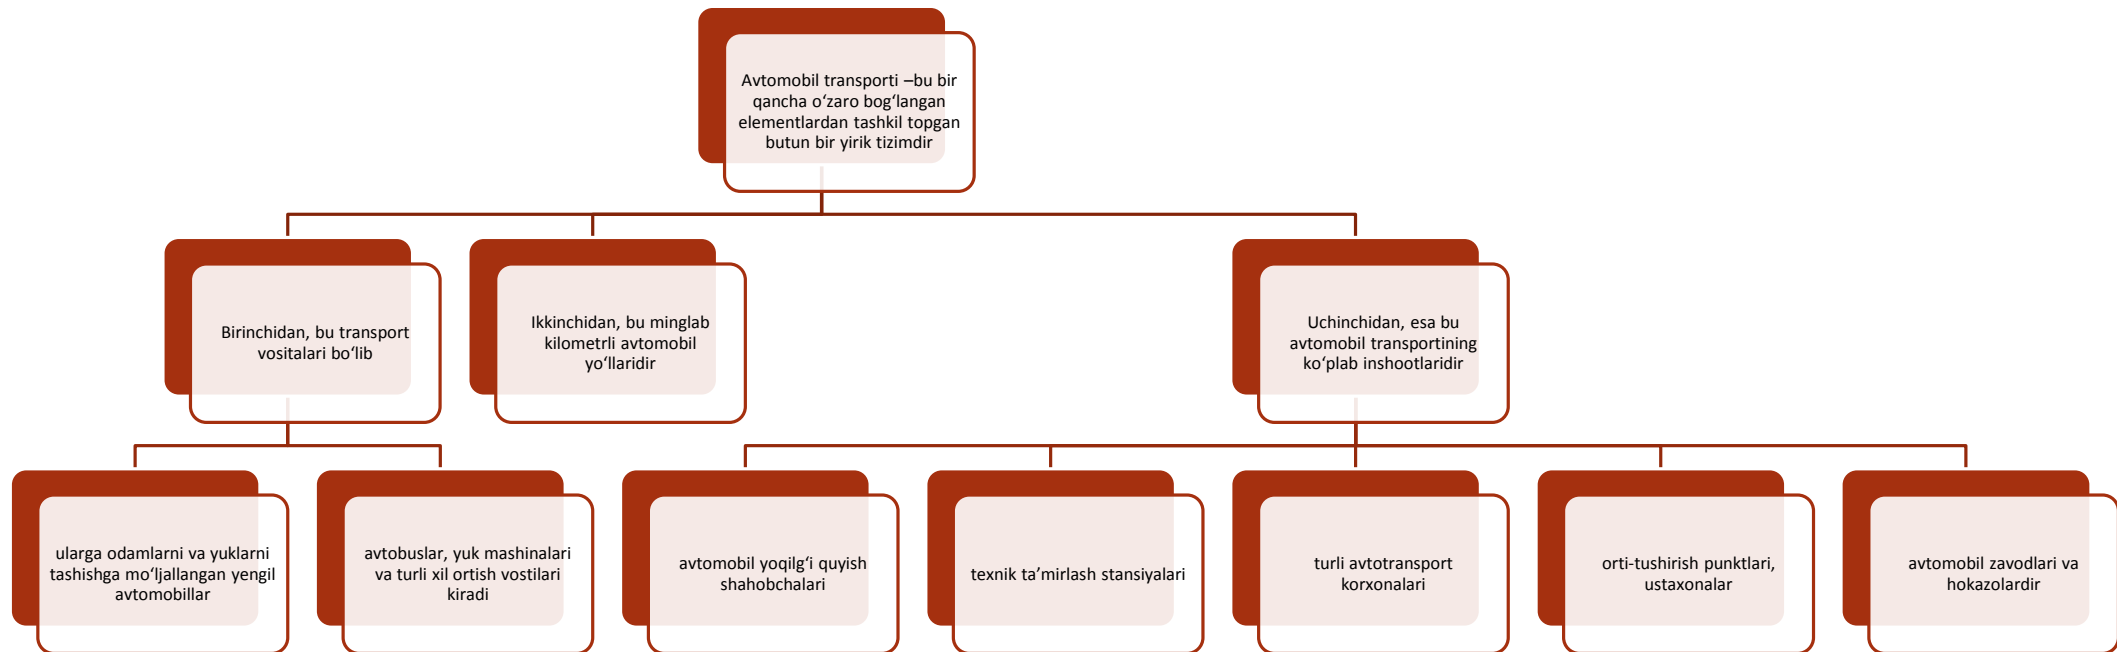 Avtomobil transporti –bu bir
qancha o‘zaro bog‘langan
elementlardan tashkil topgan
butun bir yirik tizimdir
Birinchidan, bu transport
vositalari bo‘lib
Ikkinchidan, bu minglab
kilometrli avtomobil
yo‘llaridir
Uchinchidan, esa bu
avtomobil transportining
ko‘plab inshootlaridir
ularga odamlarni va yuklarni
tashishga mo‘ljallangan yengil
avtomobillar
avtobuslar, yuk mashinalari
va turli xil ortish vostilari
kiradi
avtomobil yoqilg‘i quyish
shahobchalari
texnik ta’mirlash stansiyalari
turli avtotransport
korxonalari
orti-tushirish punktlari,
ustaxonalar
avtomobil zavodlari va
hokazolardir